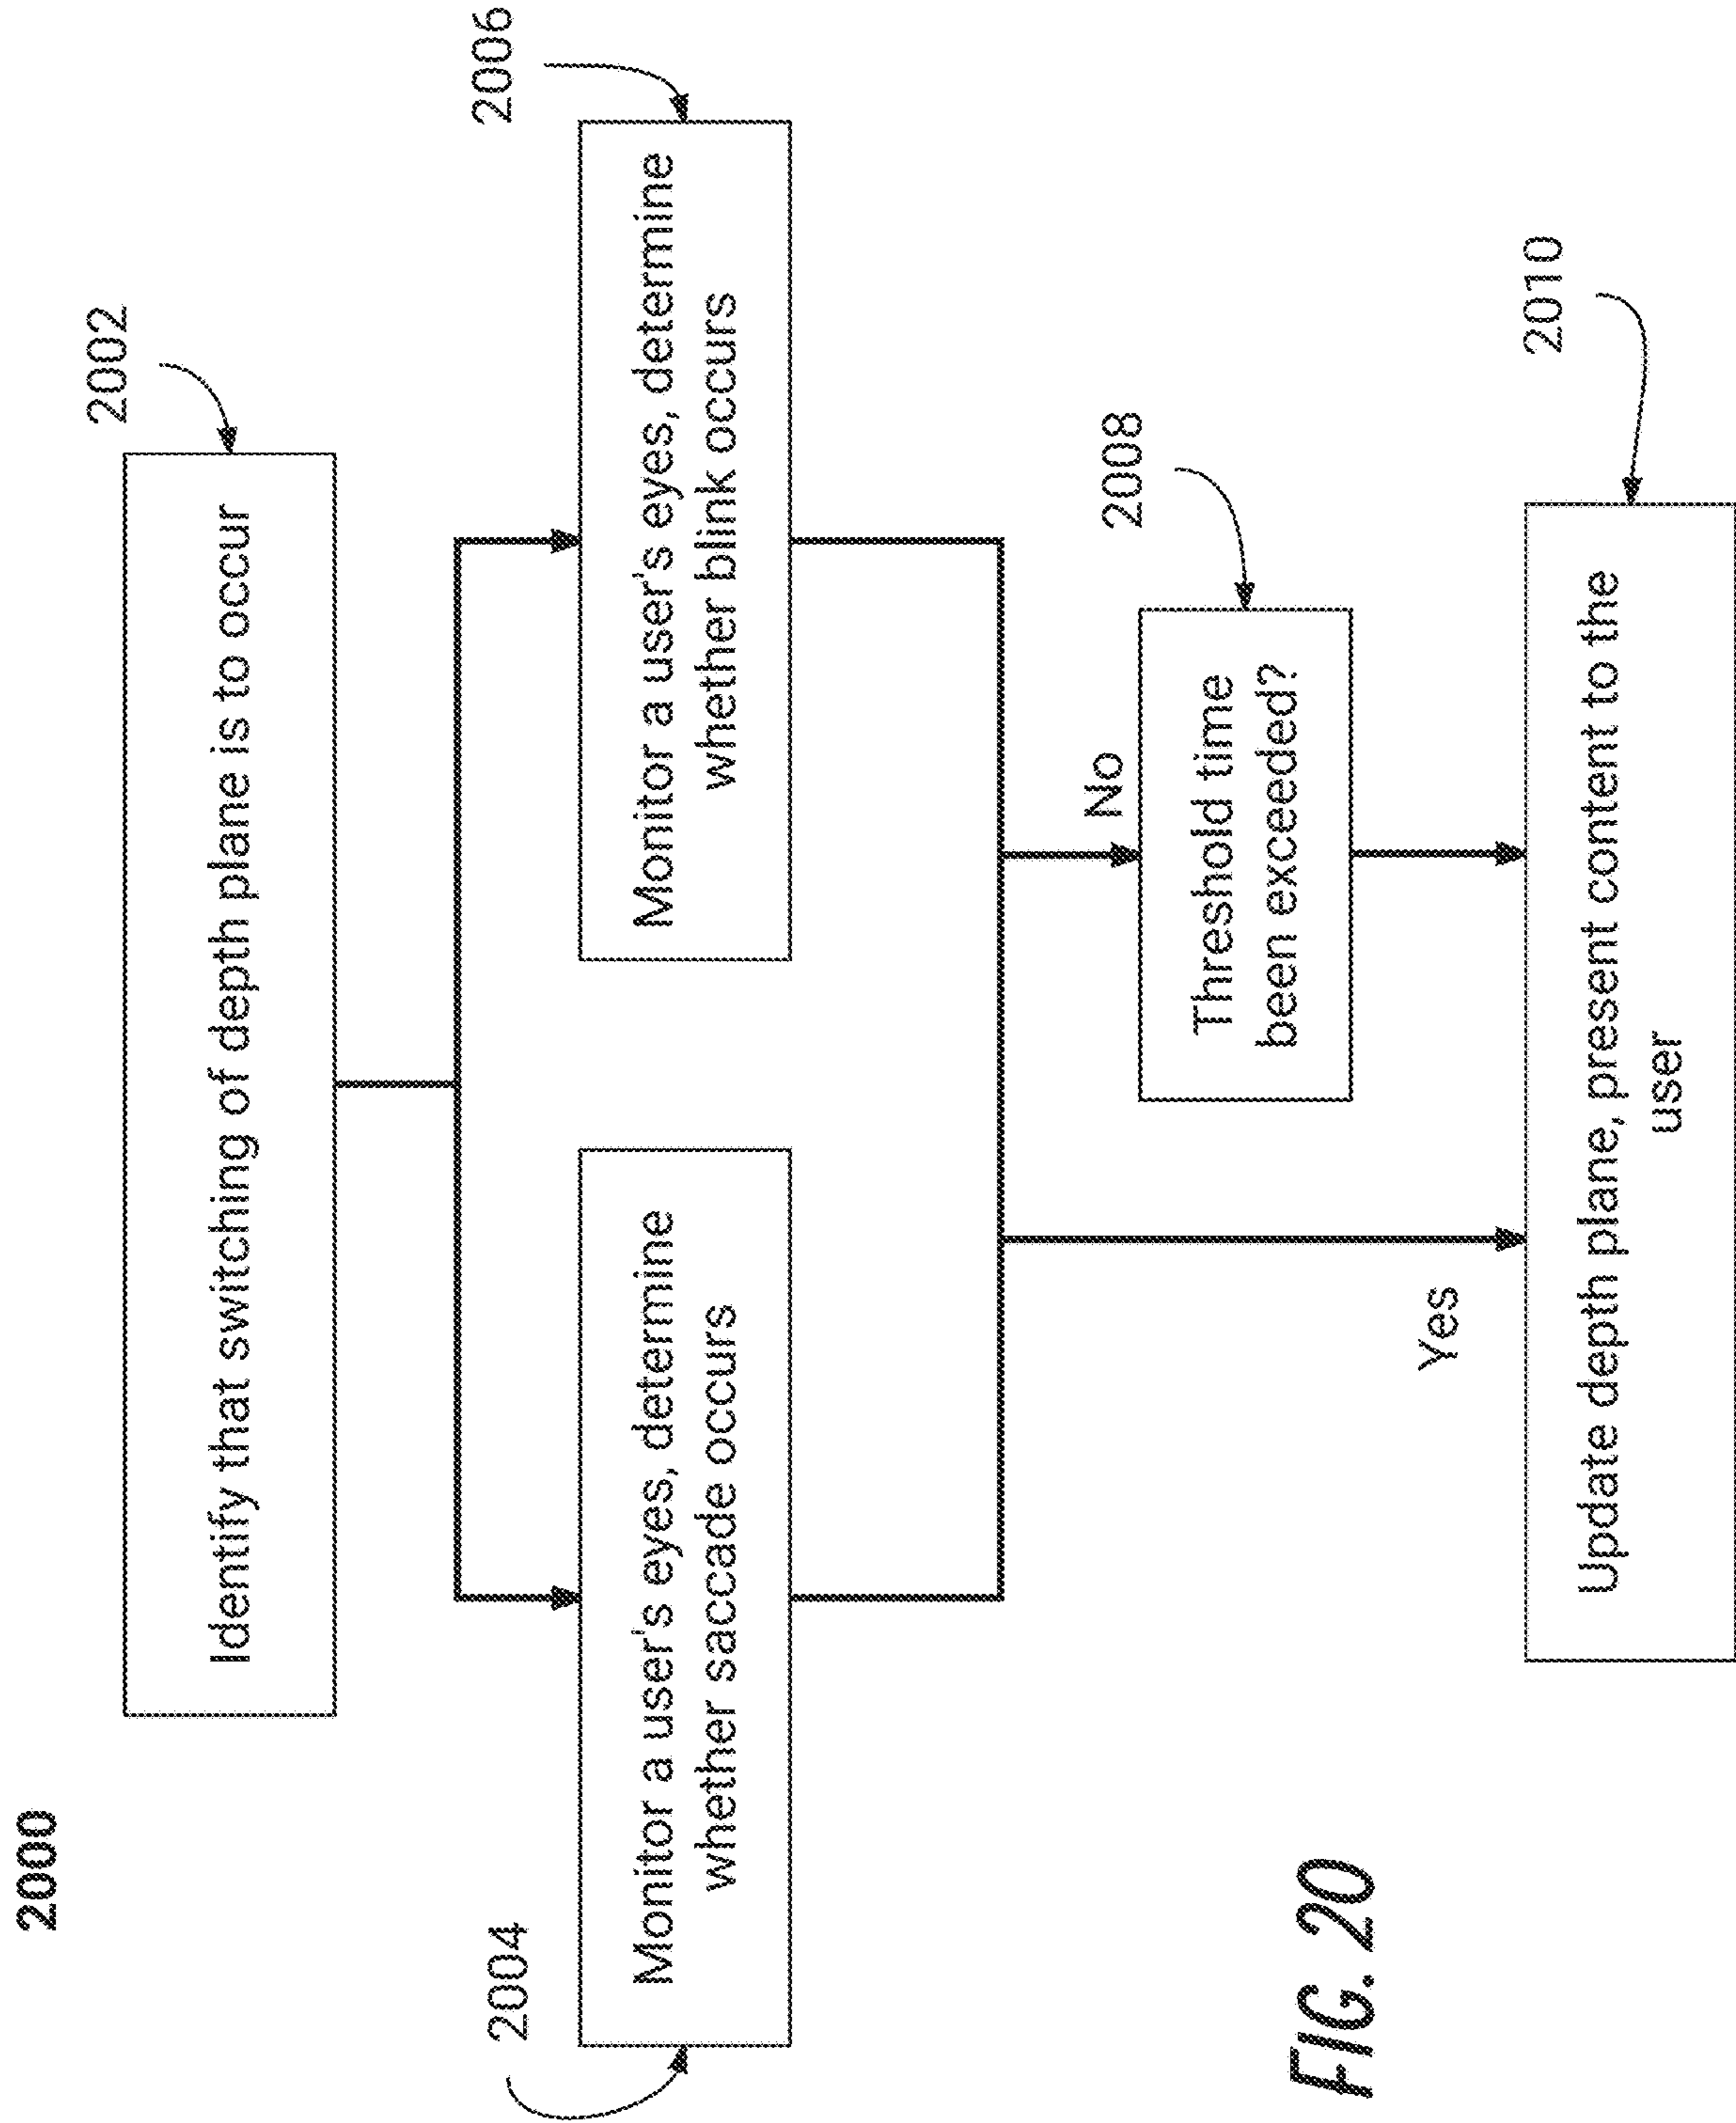 2000
2002
Identify that switching of depth plane is to occur
2004
Monitor a user's eyes, determine
whether saccade occurs
2006
Monitor a user's eyes, determine
whether blink occurs
No
2008
Threshold time
been exceeded?
Yes
2010
Update depth plane, present content to the
user
FIG. 20